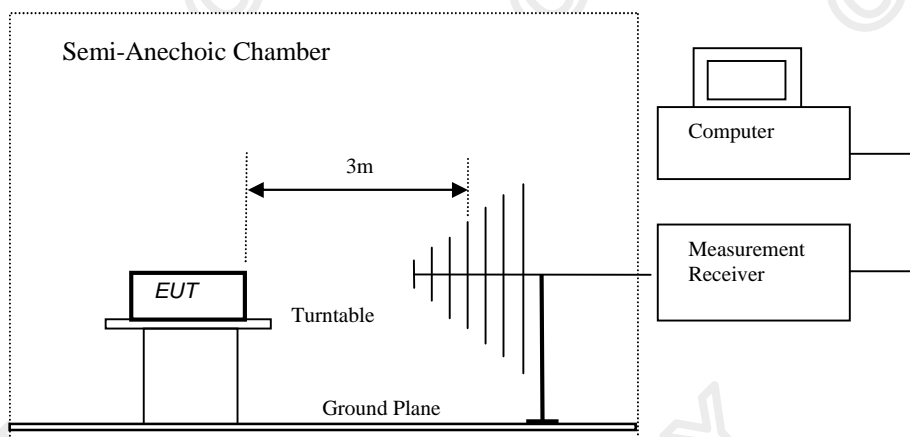 Semi-Anechoic Chamber
Computer
3m
Measurement
Receiver
EUT
Turntable
Ground Plane